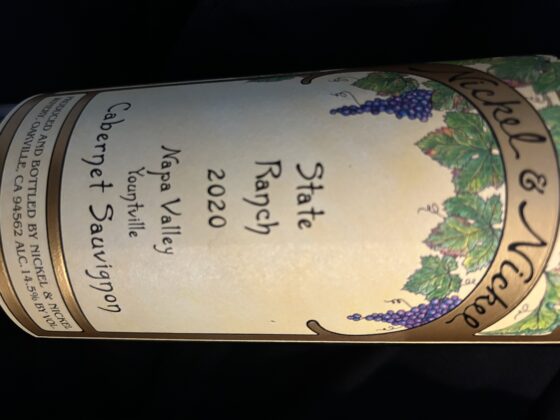 Nickel & Nickel
State
Ranch
2020
Napa Valley
Yountville
Cabernet Sauvignon
PRODUCED AND BOTTLED BY NICKEL & NICKEL
WINERY, OAKVILLE, CA 94562 ALC. 14.5% BY VOL.